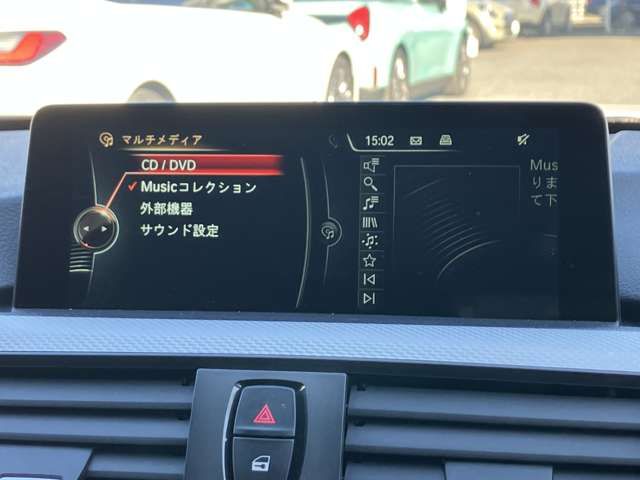 マルチメディア
15:02
CD / DVD
✓ Musicコレクション
外部機器
サウンド設定
Mus
りま
て下